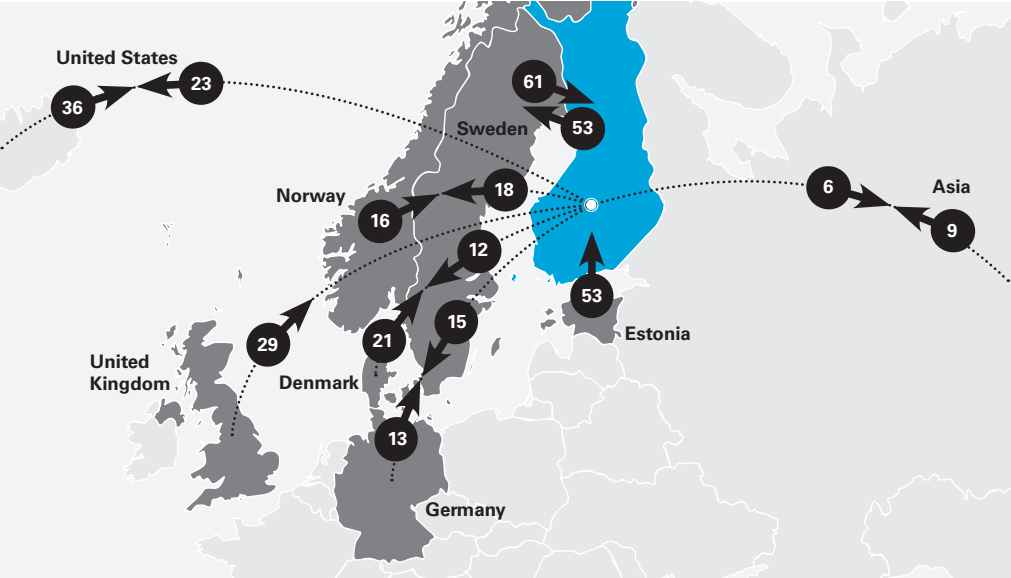 United States
36
23
61
Sweden
53
Norway
16
18
6
Asia
9
12
53
Estonia
29
21
15
United
Kingdom
Denmark
13
Germany